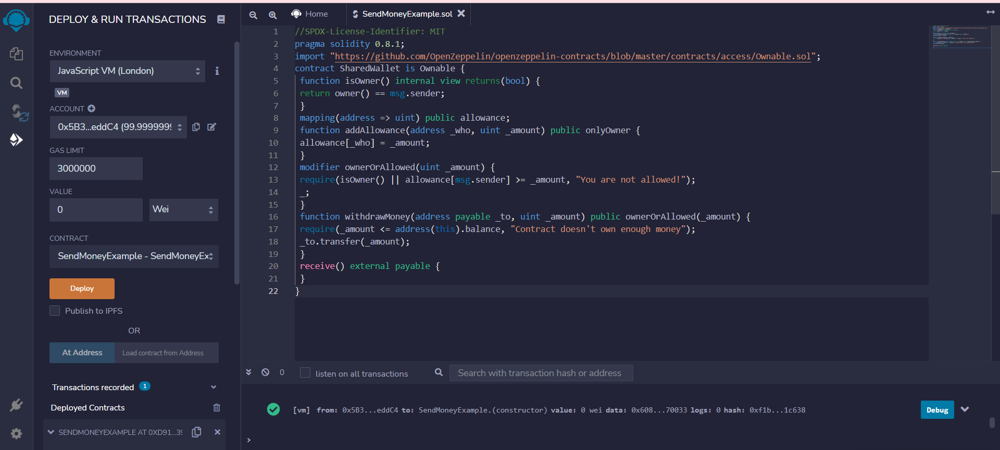 DEPLOY & RUN TRANSACTIONS
ENVIRONMENT
JavaScript VM (London)
VM
ACCOUNT
0x5B3...eddC4 (99.9999999
GAS LIMIT
3000000
VALUE
0 Wei
CONTRACT
SendMoneyExample - SendMoneyEx
Deploy
Publish to IPFS
OR
At Address Load contract from Address
Transactions recorded 1
Deployed Contracts
SENDMONEYEXAMPLE AT 0XD91...39
Home SendMoneyExample.sol
1 //SPDX-License-Identifier: MIT
2 pragma solidity 0.8.1;
3 import "https://github.com/OpenZeppelin/openzeppelin-contracts/blob/master/contracts/access/Ownable.sol";
4 contract SharedWallet is Ownable {
5 function isOwner() internal view returns(bool) {
6 return owner() == msg.sender;
7 }
8 mapping(address => uint) public allowance;
9 function addAllowance(address _who, uint _amount) public onlyOwner {
10 allowance[_who] = _amount;
11 }
12 modifier ownerOrAllowed(uint _amount) {
13 require(isOwner() || allowance[msg.sender] >= _amount, "You are not allowed!");
14 _;
15 }
16 function withdrawMoney(address payable _to, uint _amount) public ownerOrAllowed(_amount) {
17 require(_amount <= address(this).balance, "Contract doesn't own enough money");
18 _to.transfer(_amount);
19 }
20 receive() external payable {
21 }
22 }
0 listen on all transactions Search with transaction hash or address
[vm] from: 0x5B3...eddC4 to: SendMoneyExample.(constructor) value: 0 wei data: 0x608...70033 logs: 0 hash: 0xf1b...1c638
Debug
>